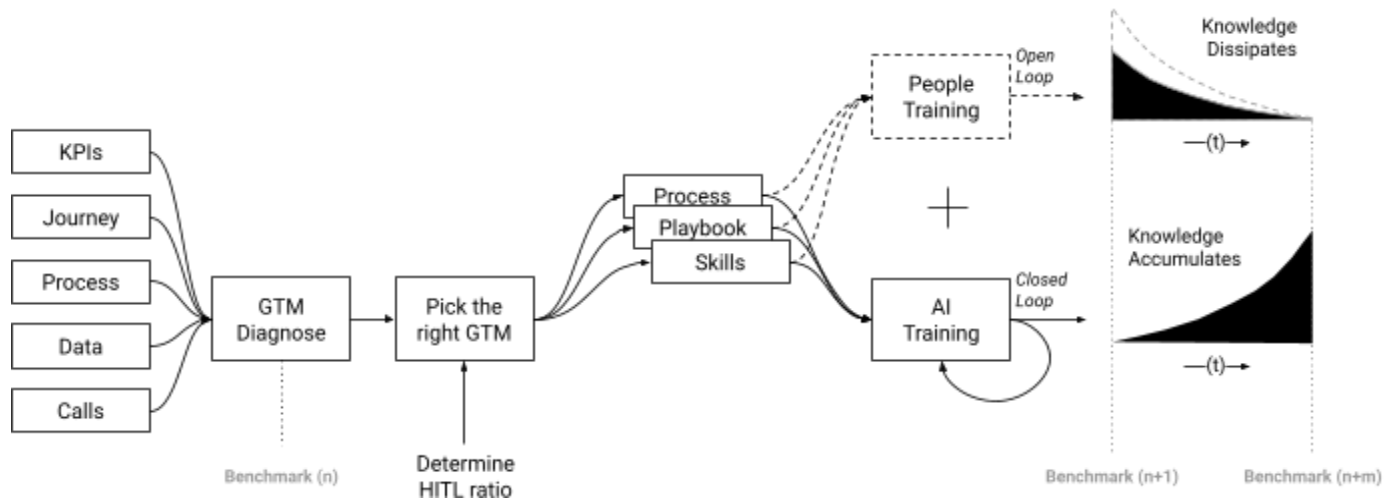 KPIs
Journey
Process
Data
Calls
GTM
Diagnose
Benchmark (n)
Pick the
right GTM
Determine
HITL ratio
Process
Playbook
Skills
People
Training
Open
Loop
AI
Training
Closed
Loop
Knowledge
Dissipates
(t)
Knowledge
Accumulates
(t)
Benchmark (n+1)
Benchmark (n+m)